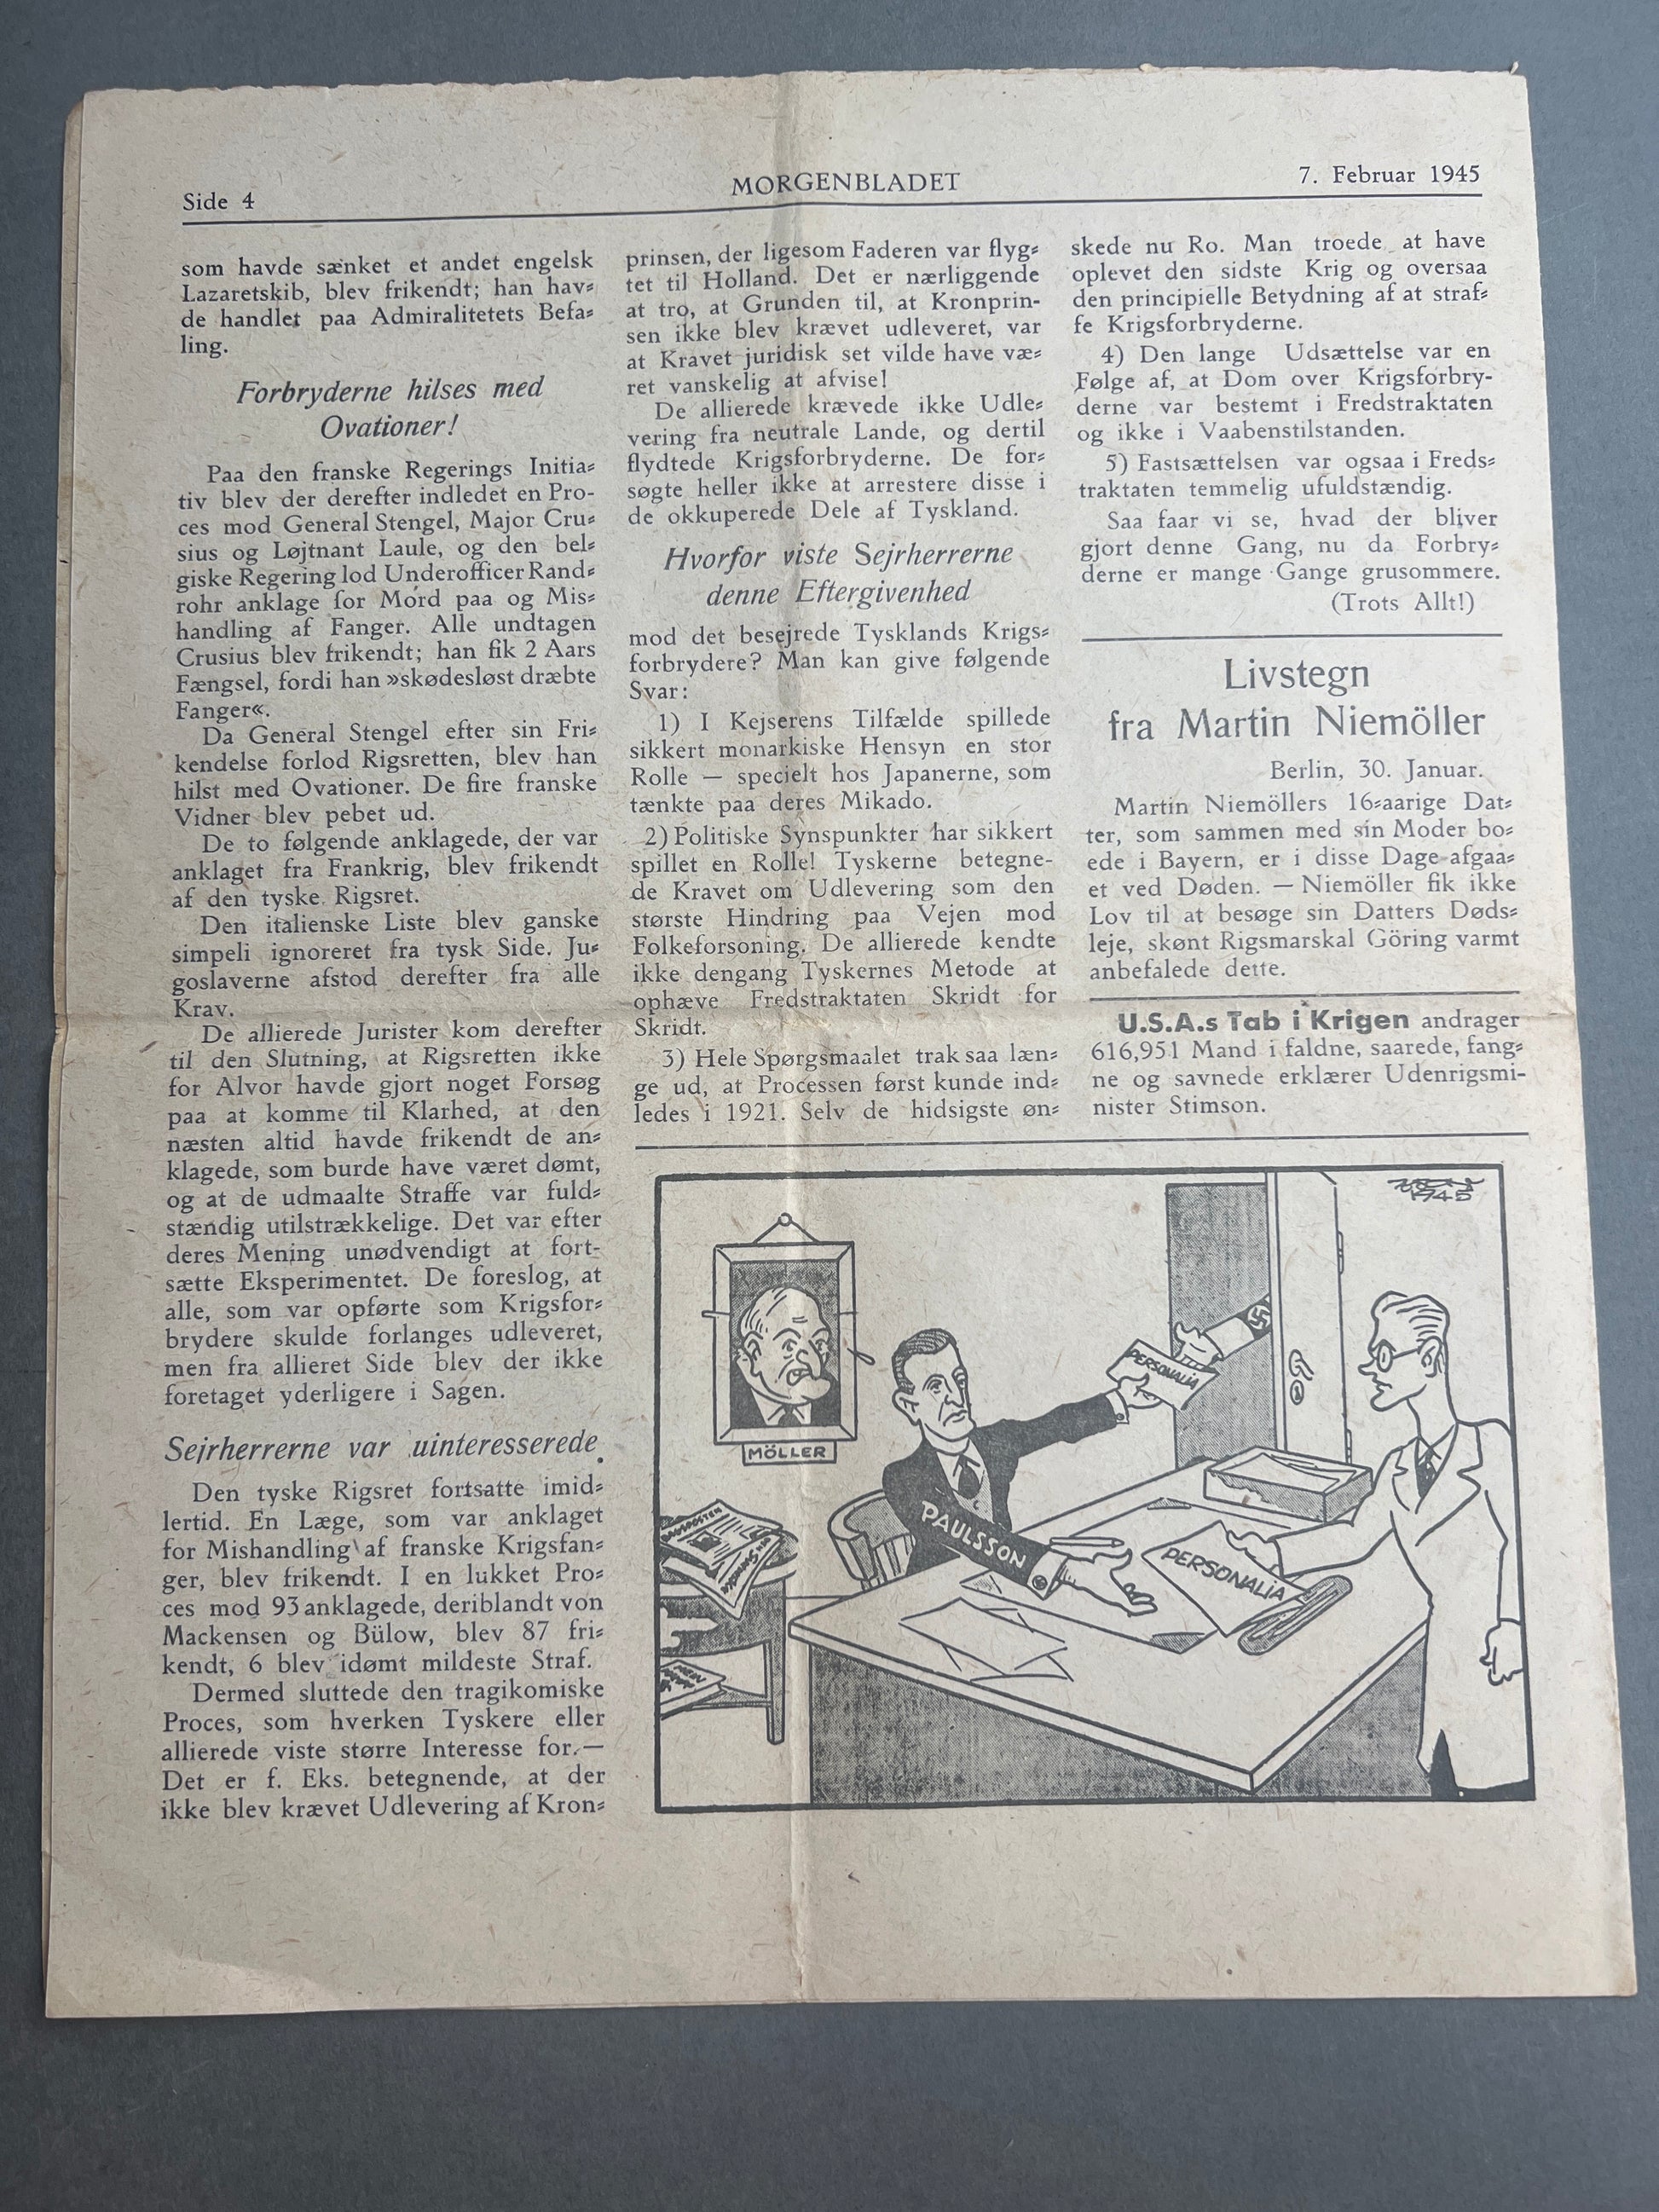 Side 4
MORGENBLADET
7. Februar 1945
som havde sænket et andet engelsk
Lazaretskib, blev frikendt; han hav⸗
de handlet paa Admiralitetets Befa⸗
ling.
Forbryderne hilses med
Ovationer!
Paa den franske Regerings Initia⸗
tiv blev der derefter indledet en Pro-
ces mod General Stengel, Major Cru⸗
sius og Løjtnant Laule, og den bel⸗
giske Regering lod Underofficer Rand⸗
rohr anklage for Mord paa og Mis⸗
handling af Fanger. Alle undtagen
Crusius blev frikendt; han fik 2 Aars
Fængsel, fordi han »skødesløst dræbte
Fanger«.
Da General Stengel efter sin Fri⸗
kendelse forlod Rigsretten, blev han
hilst med Ovationer. De fire franske
Vidner blev pebet ud.
De to følgende anklagede, der var
anklaget fra Frankrig, blev frikendt
af den tyske Rigsret.
Den italienske Liste blev ganske
simpeli ignoreret fra tysk Side. Ju⸗
goslaverne afstod derefter fra alle
Krav.
De allierede Jurister kom derefter
til den Slutning, at Rigsretten ikke
for Alvor havde gjort noget Forsøg
paa at komme til Klarhed, at den
næsten altid havde frikendt de an⸗
klagede, som burde have været dømt,
og at de udmaalte Straffe var fuld⸗
stændig utilstrækkelige. Det var efter
deres Mening unødvendigt at fort-
sætte Eksperimentet. De foreslog, at
alle, som var opførte som Krigsfor⸗
brydere skulde forlanges udleveret,
men fra allieret Side blev der ikke
foretaget yderligere i Sagen.
Sejrherrerne var uinteresserede.
Den tyske Rigsret fortsatte imid⸗
lertid. En Læge, som var anklaget
for Mishandling af franske Krigsfan⸗
ger, blev frikendt. I en lukket Pro⸗
ces mod 93 anklagede, deriblandt von
Mackensen og Bülow, blev 87 fri⸗
kendt, 6 blev idømt mildeste Straf.
Dermed sluttede den tragikomiske
Proces, som hverken Tyskere eller
allierede viste større Interesse for.—
Det er f. Eks. betegnende, at der
ikke blev krævet Udlevering af Kron⸗
prinsen, der ligesom Faderen var flyg⸗
tet til Holland. Det er nærliggende
at tro, at Grunden til, at Kronprin-
sen ikke blev krævet udleveret, var
at Kravet juridisk set vilde have væ⸗
ret vanskelig at afvise!
De allierede krævede ikke Udle⸗
vering fra neutrale Lande, og dertil
flydtede Krigsforbryderne. De for⸗
søgte heller ikke at arrestere disse i
de okkuperede Dele af Tyskland.
Hvorfor viste Sejrherrerne
denne Eftergivenhed
mod det besejrede Tysklands Krigs⸗
forbrydere? Man kan give følgende
Svar:
1) I Kejserens Tilfælde spillede
sikkert monarkiske Hensyn en stor
Rolle — specielt hos Japanerne, som
tænkte paa deres Mikado.
2) Politiske Synspunkter har sikkert
spillet en Rolle! Tyskerne betegne-
de Kravet om Udlevering som den
største Hindring paa Vejen mod
Folkeforsoning. De allierede kendte
ikke dengang Tyskernes Metode at
ophæve Fredstraktaten Skridt for
Skridt.
3) Hele Spørgsmaalet trak saa læn⸗
ge ud, at Processen først kunde ind⸗
ledes i 1921. Selv de hidsigste øn⸗
skede nu Ro. Man troede at have
oplevet den sidste Krig og oversaa
den principielle Betydning af at straf⸗
fe Krigsforbryderne.
4) Den lange Udsættelse var en
Følge af, at Dom over Krigsforbry-
derne var bestemt i Fredstraktaten
og ikke i Vaabenstilstanden.
5) Fastsættelsen var ogsaa i Freds⸗
traktaten temmelig ufuldstændig.
Saa faar vi se, hvad der bliver
gjort denne Gang, nu da Forbry⸗
derne er mange Gange grusommere.
(Trots Allt!)
Livstegn
fra Martin Niemöller
Berlin, 30. Januar.
Martin Niemöllers 16⸗aarige Dat⸗
ter, som sammen med sin Moder bo⸗
ede i Bayern, er i disse Dage afgaa⸗
et ved Døden. — Niemöller fik ikke
Lov til at besøge sin Datters Døds⸗
leje, skønt Rigsmarskal Göring varmt
anbefalede dette.
U.S.A.s Tab i Krigen andrager
616,951 Mand i faldne, saarede, fang⸗
ne og savnede erklærer Udenrigsmi-
nister Stimson.
1945
PERSONALIA
MÖLLER
PAULSSON
PERSONALIA
DAGSPOSTEN